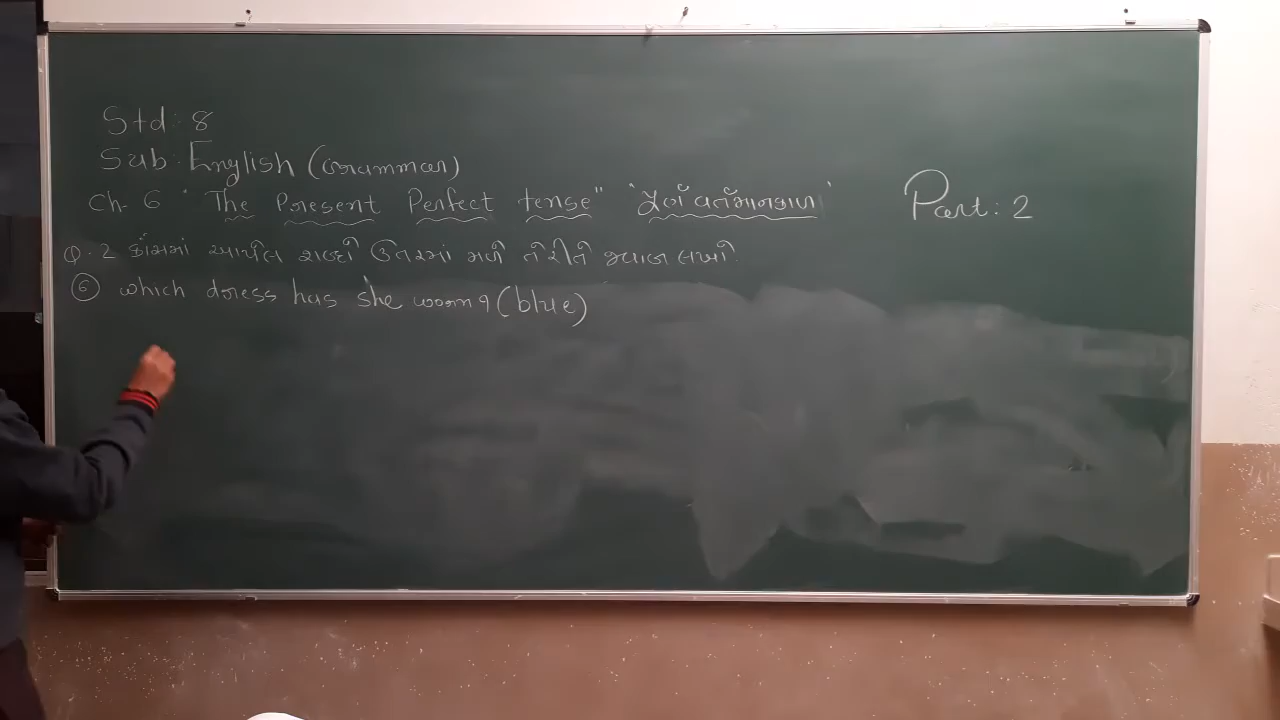 Std: 8
Sub: English (Grammar)
Ch- 6 "The Present Perfect tense" 'પૂર્ણ વર્તમાનકાળ' Part: 2
Q. 2 કૌંસમાં આપેલ શબ્દો ઉત્તરમાં મળે તે રીતે જવાબ લખો.
⑤ which dress has she worn? (blue)